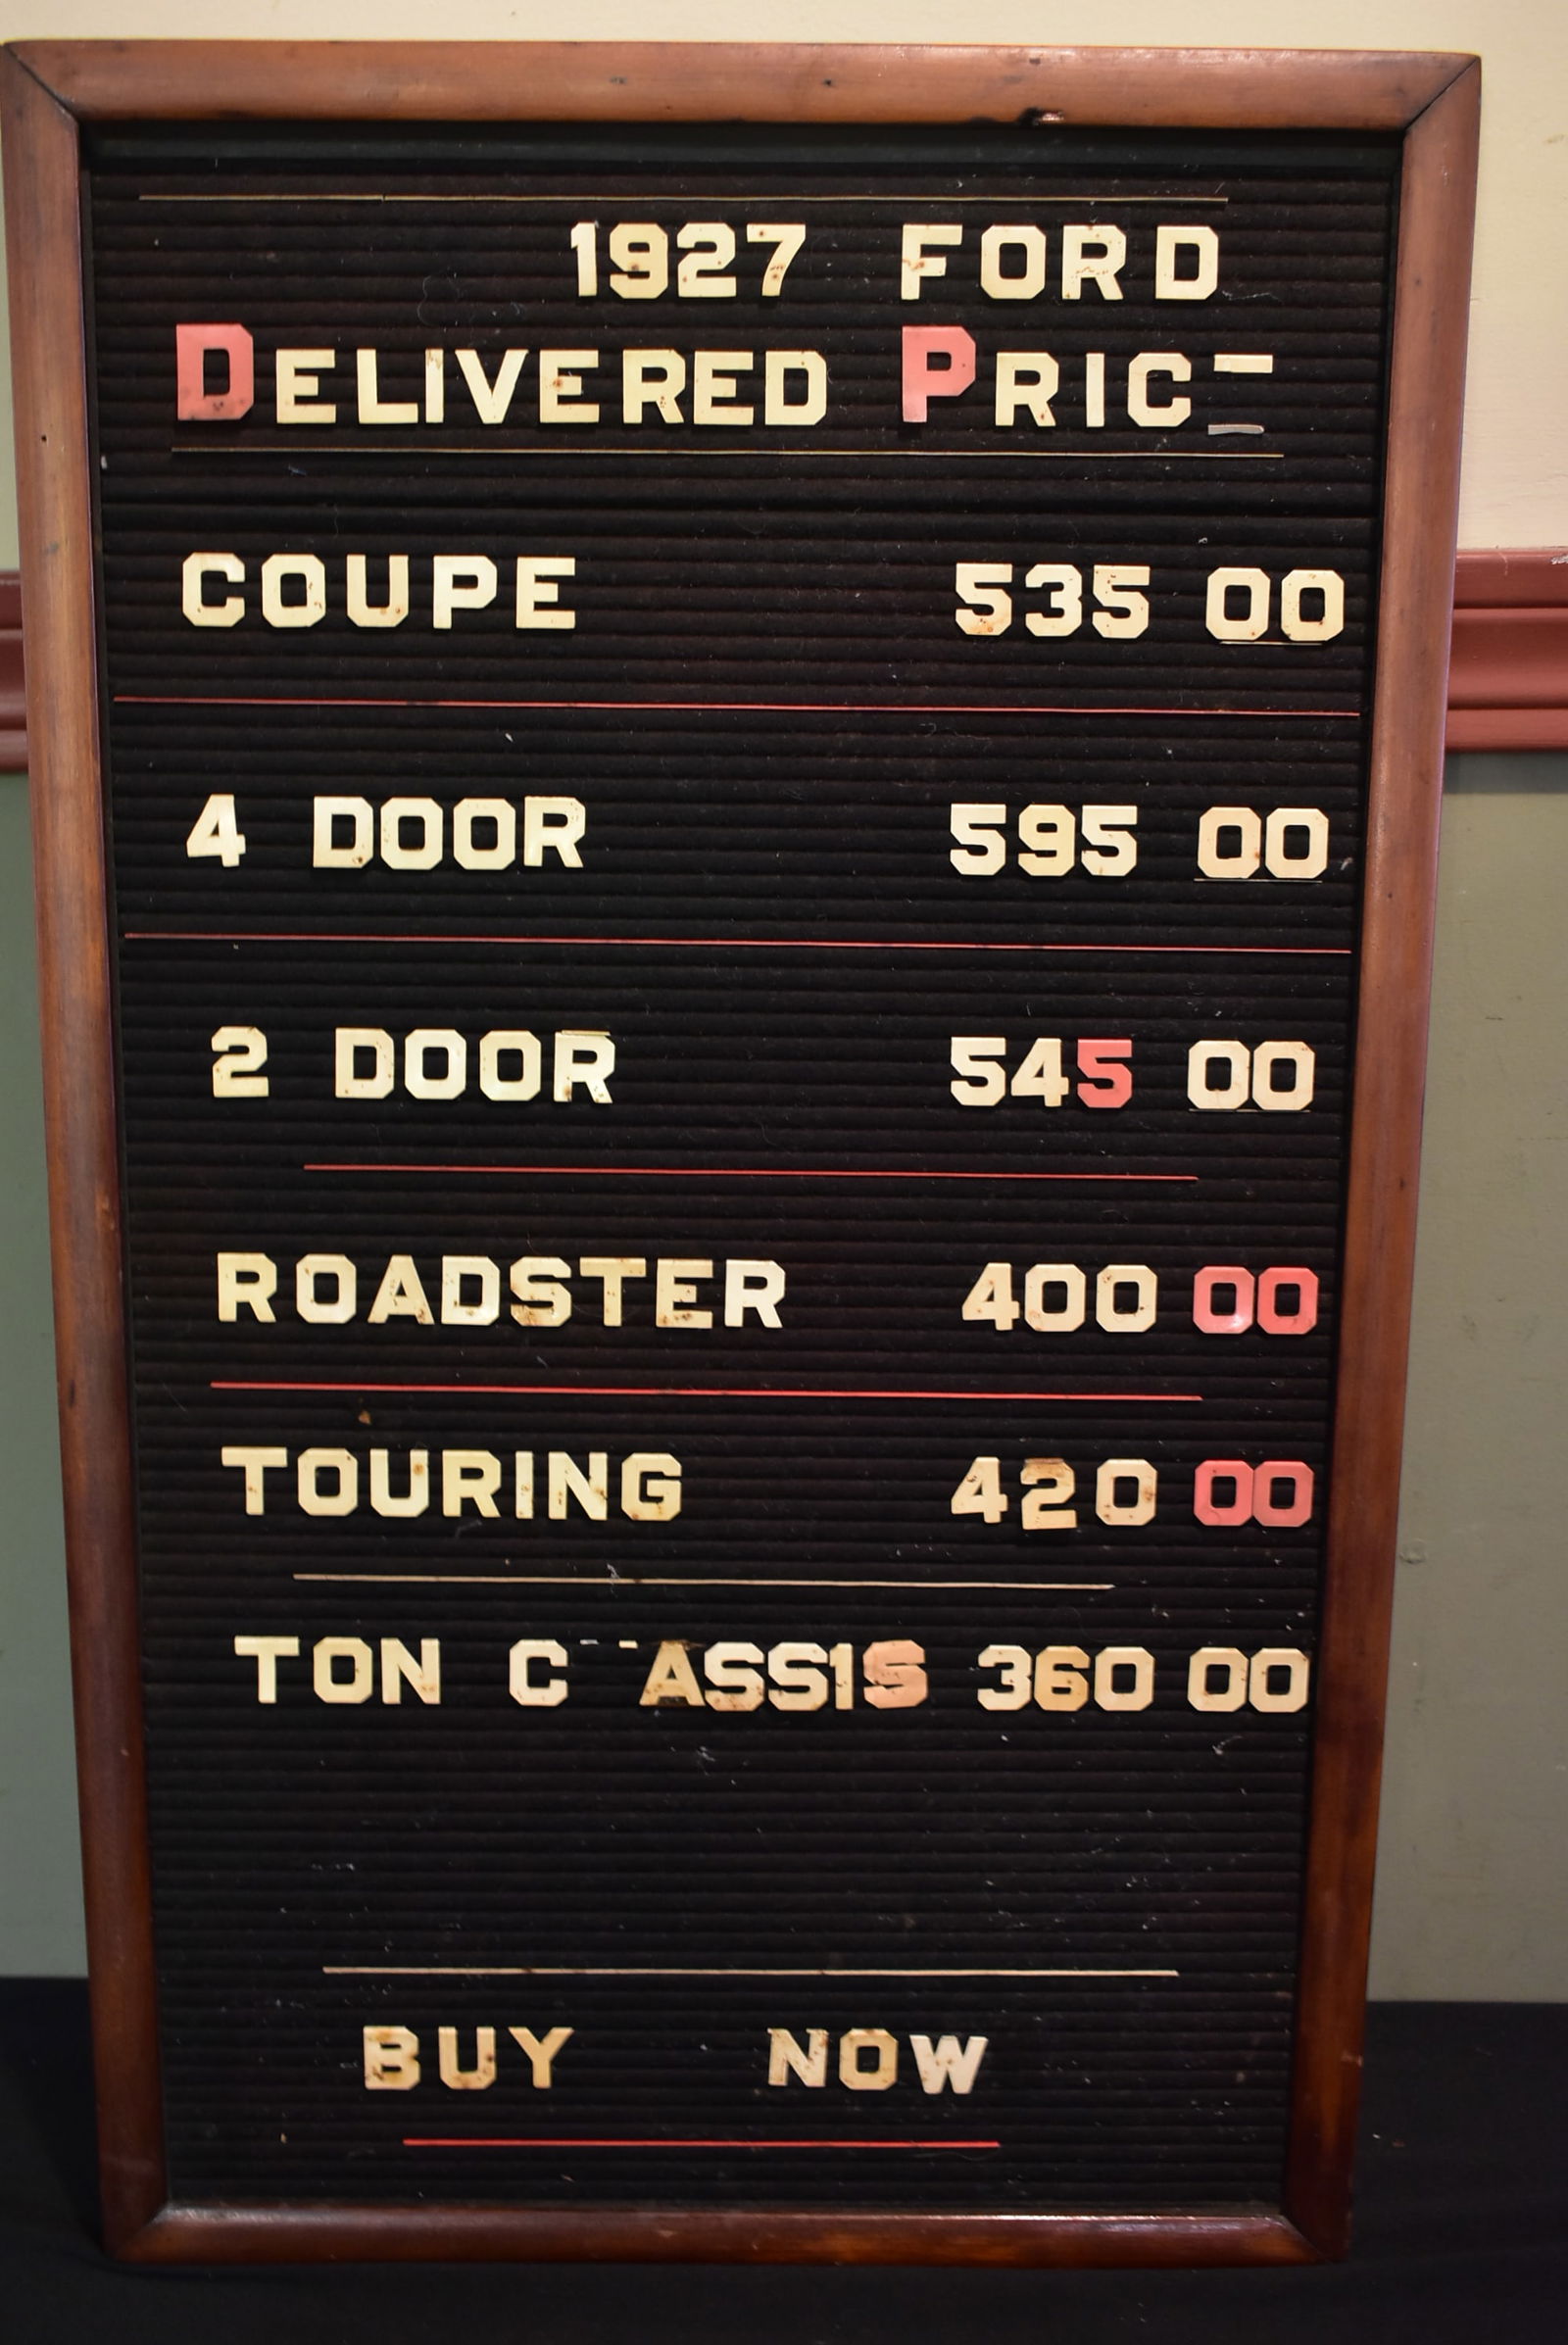 1927 FORD
DELIVERED PRIC
COUPE 535 00
4 DOOR 595 00
2 DOOR 545 00
ROADSTER 400 00
TOURING 420 00
TON C ASSIS 360 00
BUY NOW